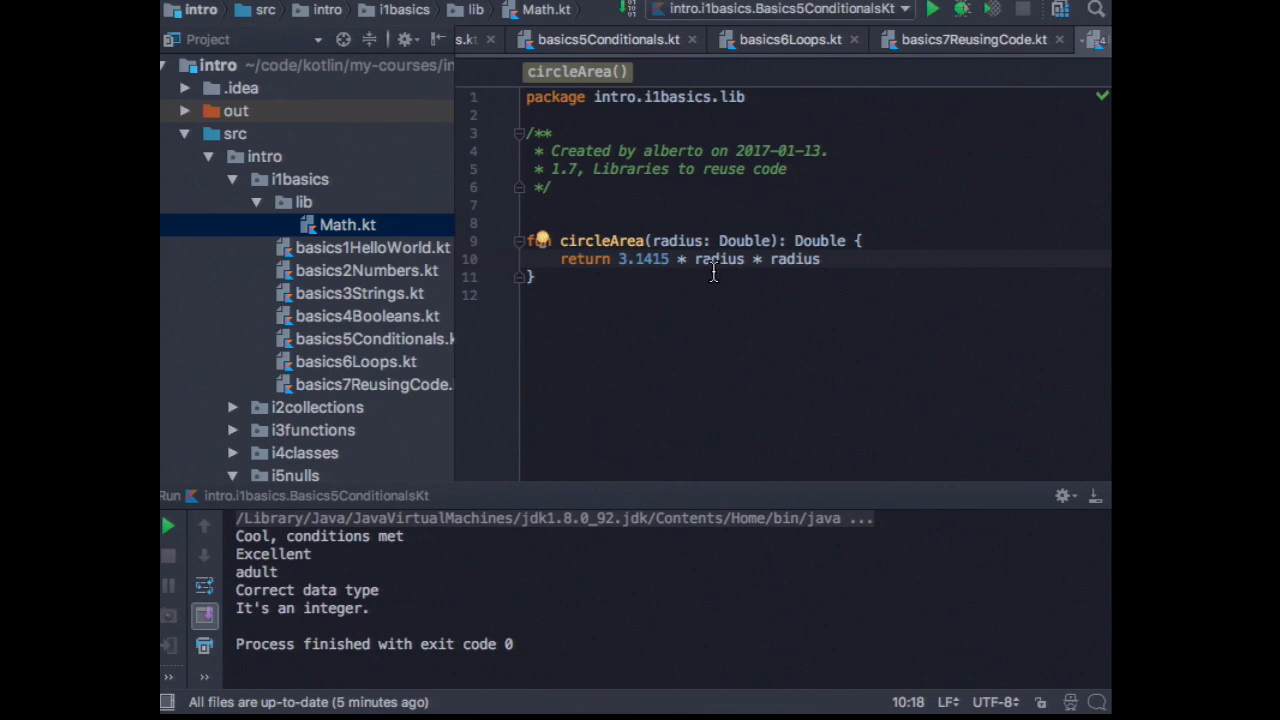 intro src intro i1basics lib Math.kt intro.i1basics.Basics5ConditionalsKt
Project s.kt basics5Conditionals.kt basics6Loops.kt basics7ReusingCode.kt
intro ~/code/kotlin/my-courses/in
.idea
out
src
intro
i1basics
lib
Math.kt
basics1HelloWorld.kt
basics2Numbers.kt
basics3Strings.kt
basics4Booleans.kt
basics5Conditionals.k
basics6Loops.kt
basics7ReusingCode.
i2collections
i3functions
i4classes
i5nulls
circleArea()
1 package intro.i1basics.lib
2
3 /**
4 * Created by alberto on 2017-01-13.
5 * 1.7, Libraries to reuse code
6 */
7
8
9 fun circleArea(radius: Double): Double {
10 return 3.1415 * radius * radius
11 }
12
Run intro.i1basics.Basics5ConditionalsKt
/Library/Java/JavaVirtualMachines/jdk1.8.0_92.jdk/Contents/Home/bin/java ...
Cool, conditions met
Excellent
adult
Correct data type
It's an integer.
Process finished with exit code 0
All files are up-to-date (5 minutes ago) 10:18 LF UTF-8